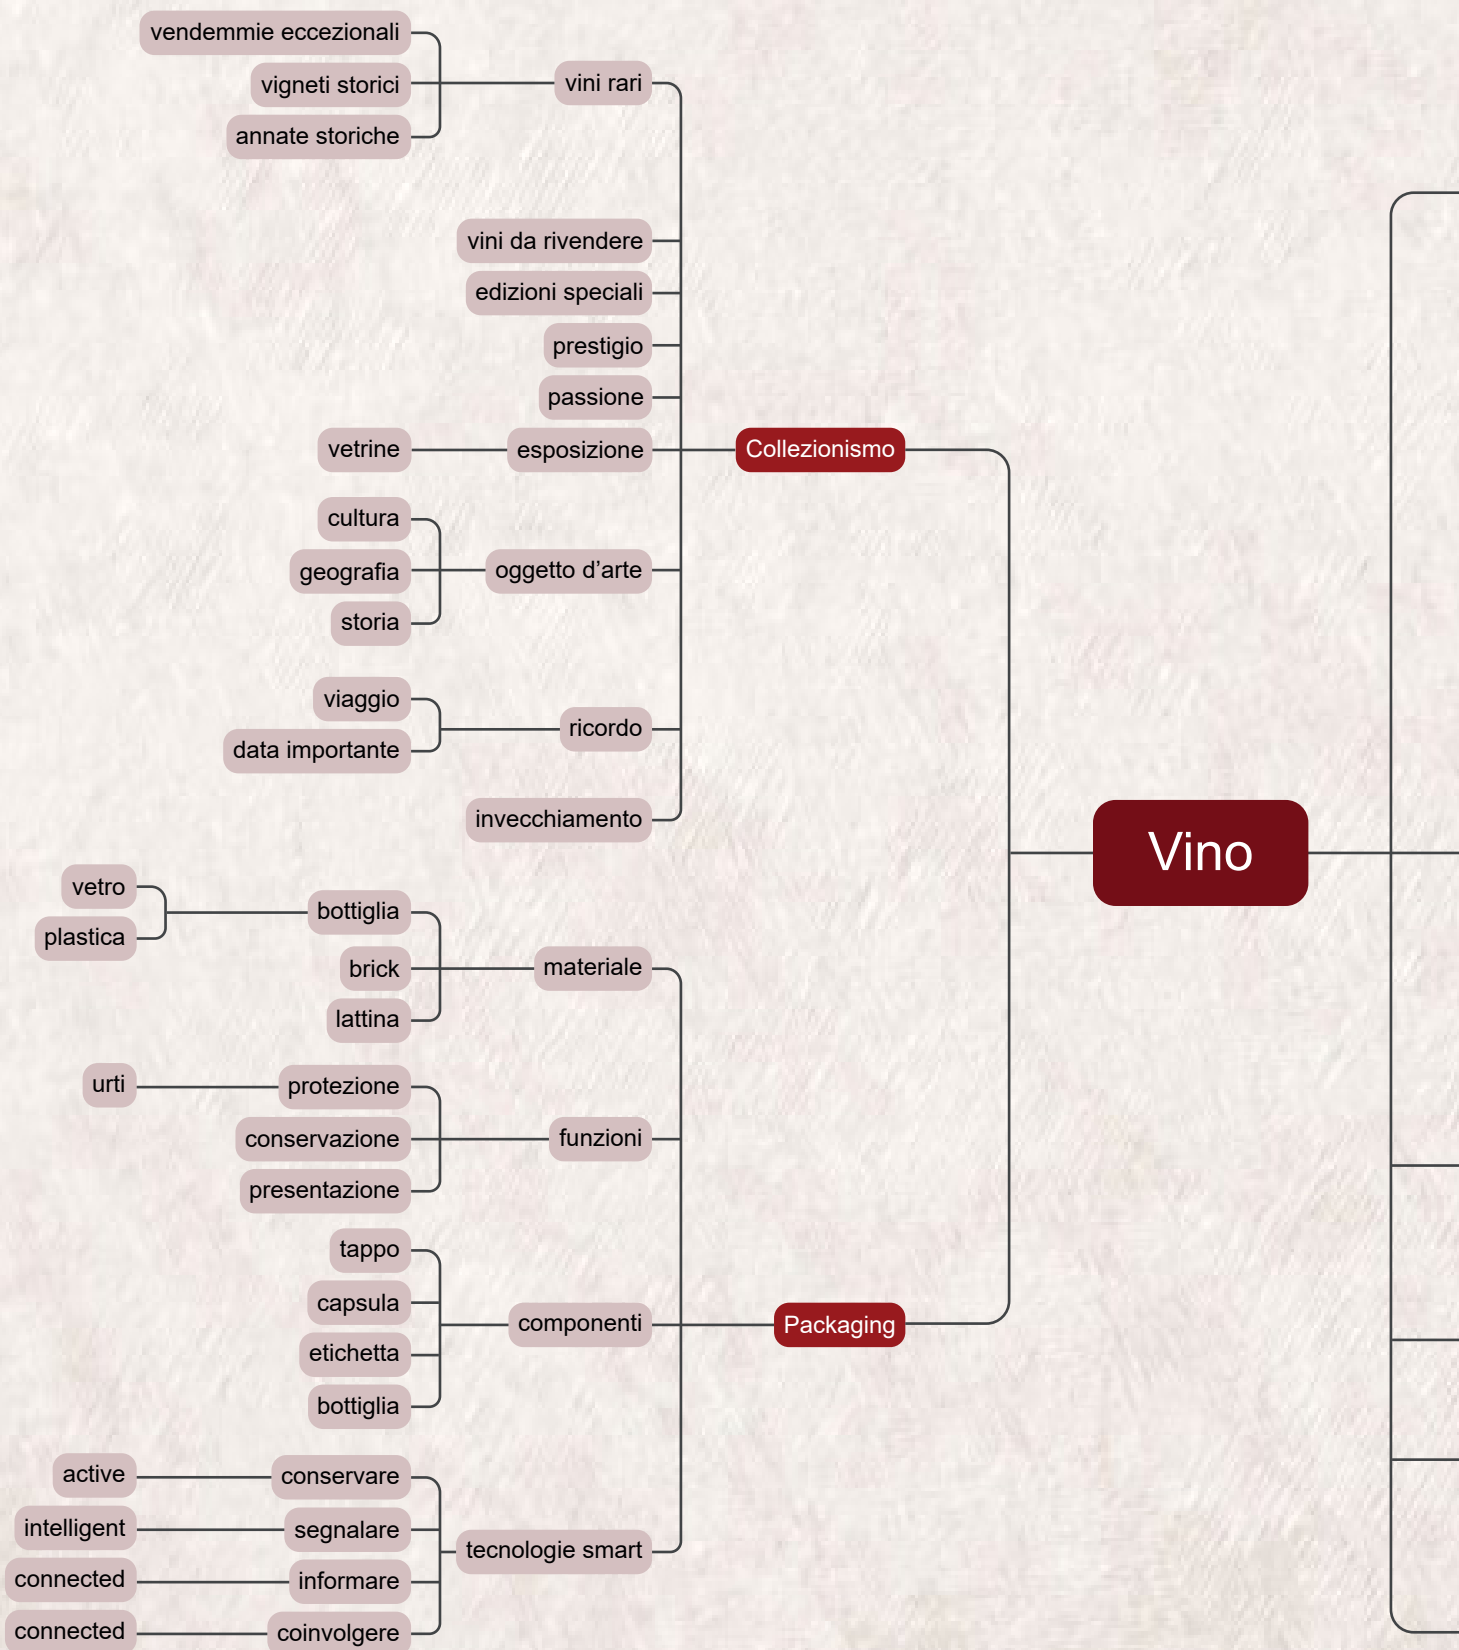 vendemmie eccezionali
vigneti storici
annate storiche
vini rari
vini da rivendere
edizioni speciali
prestigio
passione
vetrine
esposizione
Collezionismo
cultura
geografia
storia
oggetto d’arte
viaggio
data importante
ricordo
invecchiamento
Vino
vetro
plastica
bottiglia
brick
lattina
materiale
urti
protezione
conservazione
presentazione
funzioni
tappo
capsula
etichetta
bottiglia
componenti
Packaging
active
conservare
intelligent
segnalare
connected
informare
connected
coinvolgere
tecnologie smart